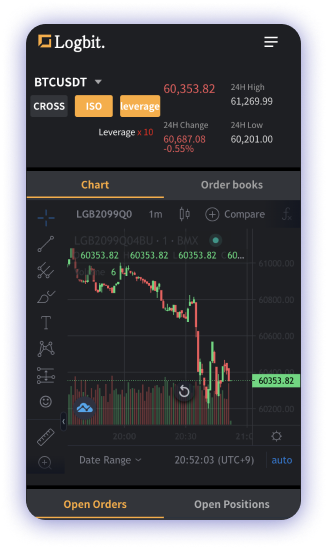 Logbit.
BTCUSDT
60,353.82
24H High
61,269.99
CROSS
ISO
leverage
Leverage x 10
24H Change
60,687.08
-0.55%
24H Low
60,201.00
Chart
Order books
LGB2099Q0
1m
Compare
LGB2099Q04BU · 1 · BMX
60353.82 60353.82 60353.82 60...
61000.00
60800.00
60600.00
60353.82
60200.00
20:00
20:30
21:0
Date Range
20:52:03 (UTC+9)
auto
Open Orders
Open Positions